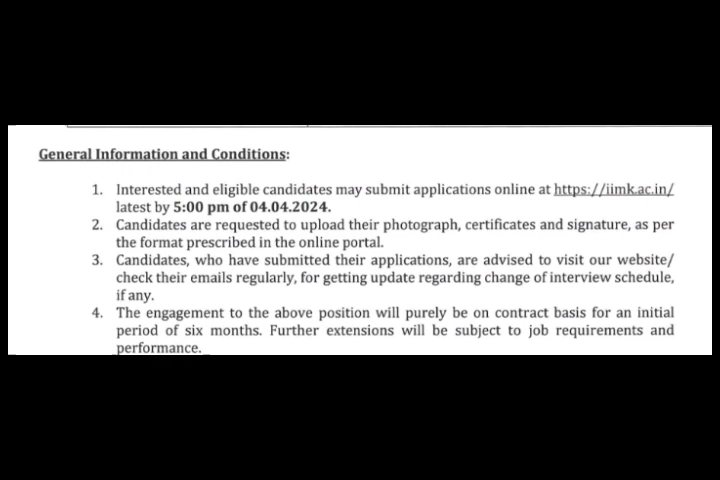 General Information and Conditions:
1. Interested and eligible candidates may submit applications online at https://iimk.ac.in/
latest by 5:00 pm of 04.04.2024.
2. Candidates are requested to upload their photograph, certificates and signature, as per
the format prescribed in the online portal.
3. Candidates, who have submitted their applications, are advised to visit our website/
check their emails regularly, for getting update regarding change of interview schedule,
if any.
4. The engagement to the above position will purely be on contract basis for an initial
period of six months. Further extensions will be subject to job requirements and
performance.